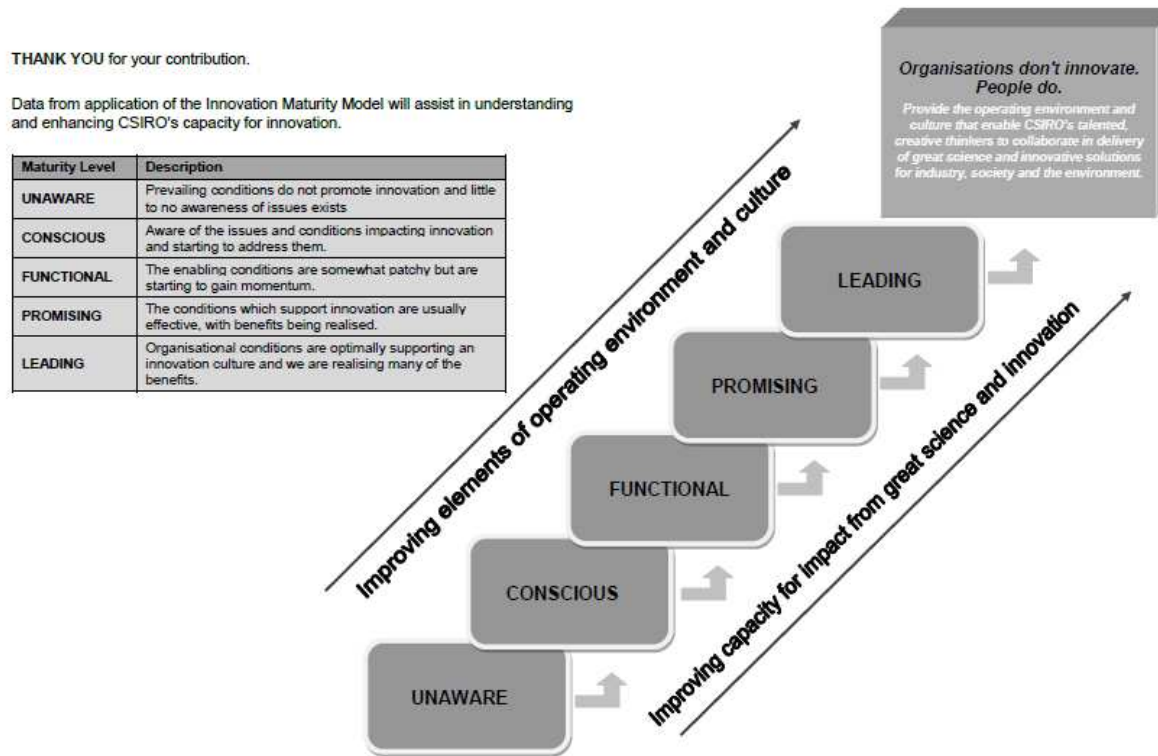 THANK YOU for your contribution.
Data from application of the Innovation Maturity Model will assist in understanding
and enhancing CSIRO's capacity for innovation.
Maturity Level Description
UNAWARE Prevailing conditions do not promote innovation and little
to no awareness of issues exists
CONSCIOUS Aware of the issues and conditions impacting innovation
and starting to address them.
FUNCTIONAL The enabling conditions are somewhat patchy but are
starting to gain momentum.
PROMISING The conditions which support innovation are usually
effective, with benefits being realised.
LEADING Organisational conditions are optimally supporting an
innovation culture and we are realising many of the
benefits.
Organisations don't innovate.
People do.
Provide the operating environment and
culture that enable CSIRO's talented,
creative thinkers to collaborate in delivery
of great science and innovative solutions
for industry, society and the environment.
Improving elements of operating environment and culture
LEADING
PROMISING
FUNCTIONAL
CONSCIOUS
UNAWARE
Improving capacity for impact from great science and innovation